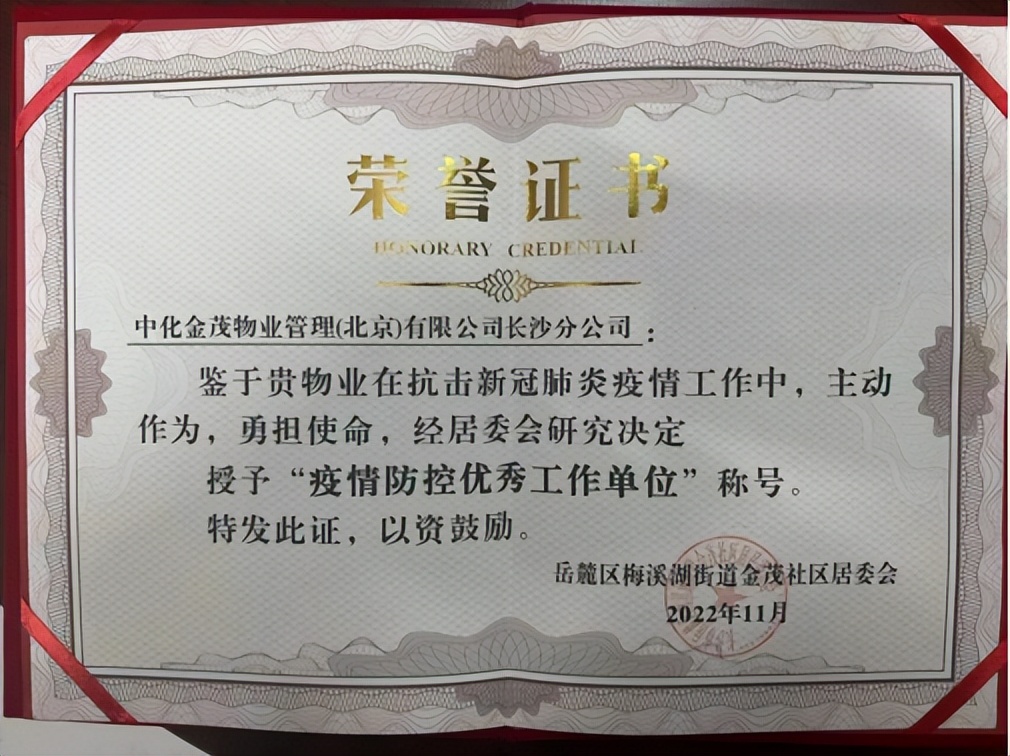 荣誉证书
HONORARY CREDENTIAL
中化金茂物业管理(北京)有限公司长沙分公司：
鉴于贵物业在抗击新冠肺炎疫情工作中，主动
作为，勇担使命，经居委会研究决定
授予“疫情防控优秀工作单位”称号。
特发此证，以资鼓励。
岳麓区梅溪湖街道金茂社区居委会
2022年11月